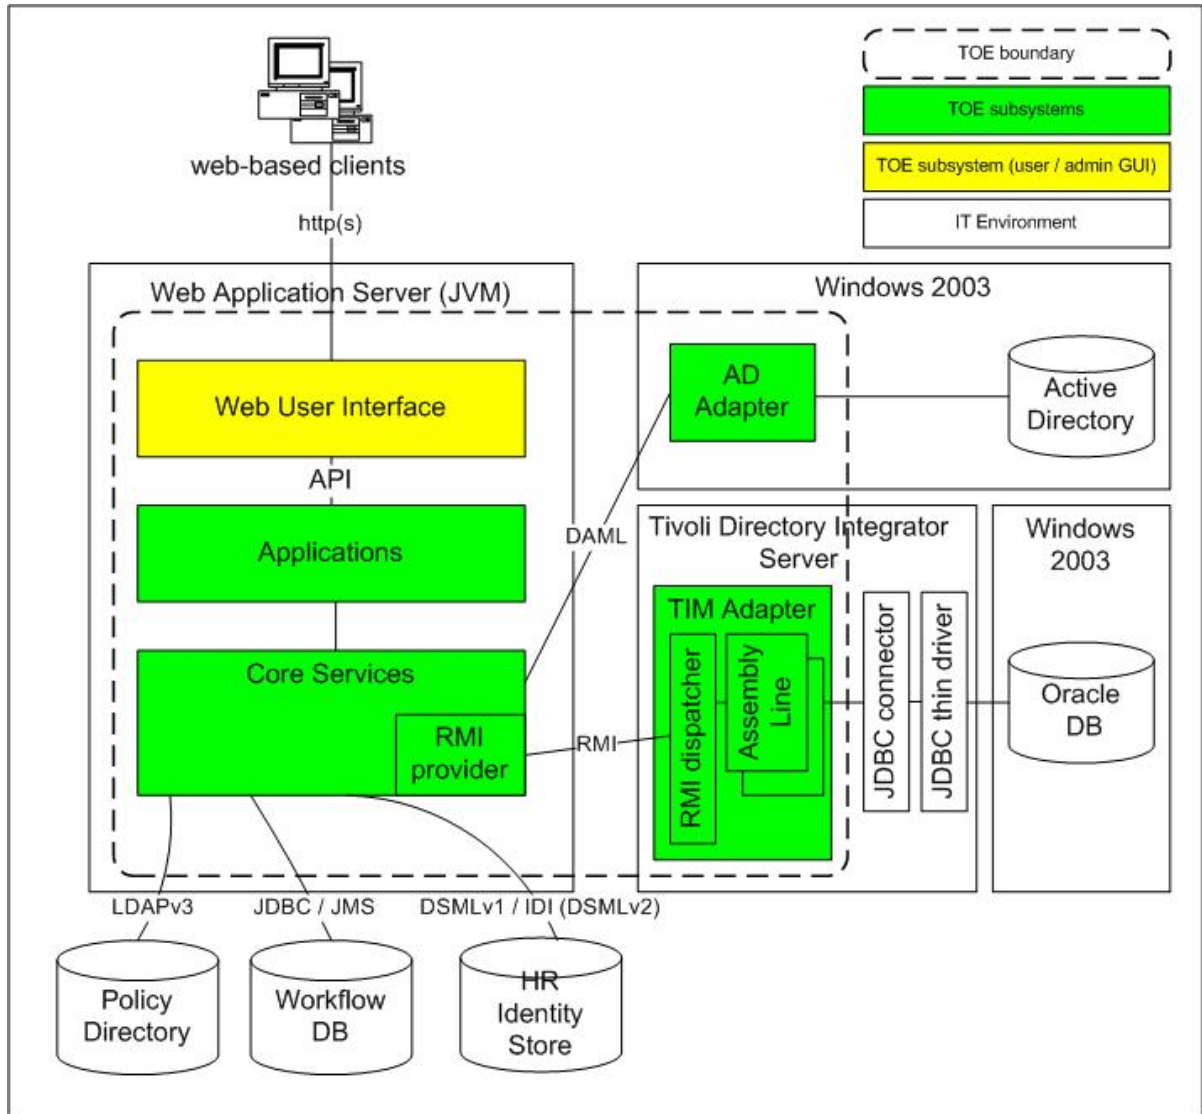 TOE boundary
TOE subsystems
TOE subsystem (user / admin GUI)
IT Environment
web-based clients
http(s)
Web Application Server (JVM)
Web User Interface
API
Applications
Core Services
RMI
provider
Windows 2003
AD
Adapter
Active
Directory
DAML
Tivoli Directory Integrator
Server
TIM Adapter
RMI dispatcher
Assembly
Line
RMI
JDBC connector
JDBC thin driver
Windows
2003
Oracle
DB
LDAPv3
JDBC / JMS
DSMLv1 / IDI (DSMLv2)
Policy
Directory
Workflow
DB
HR
Identity
Store